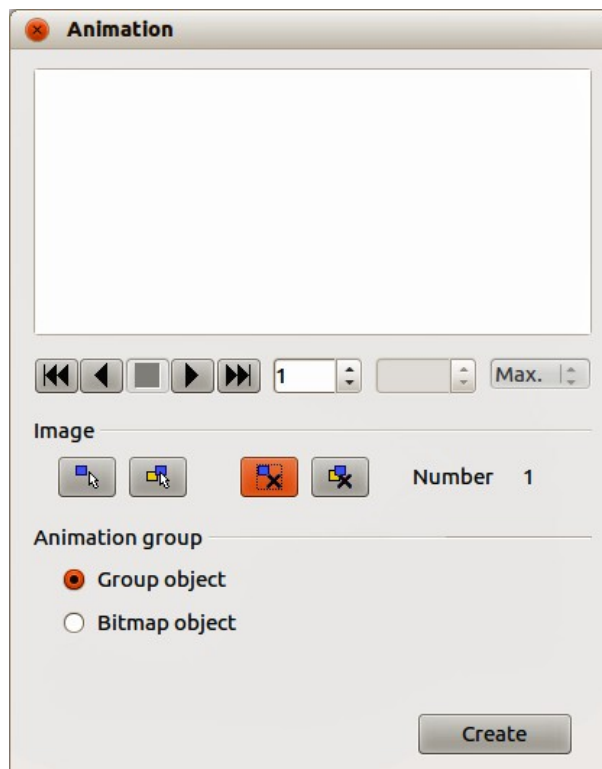 Animation
1 Max.
Image
Number 1
Animation group
Group object
Bitmap object
Create